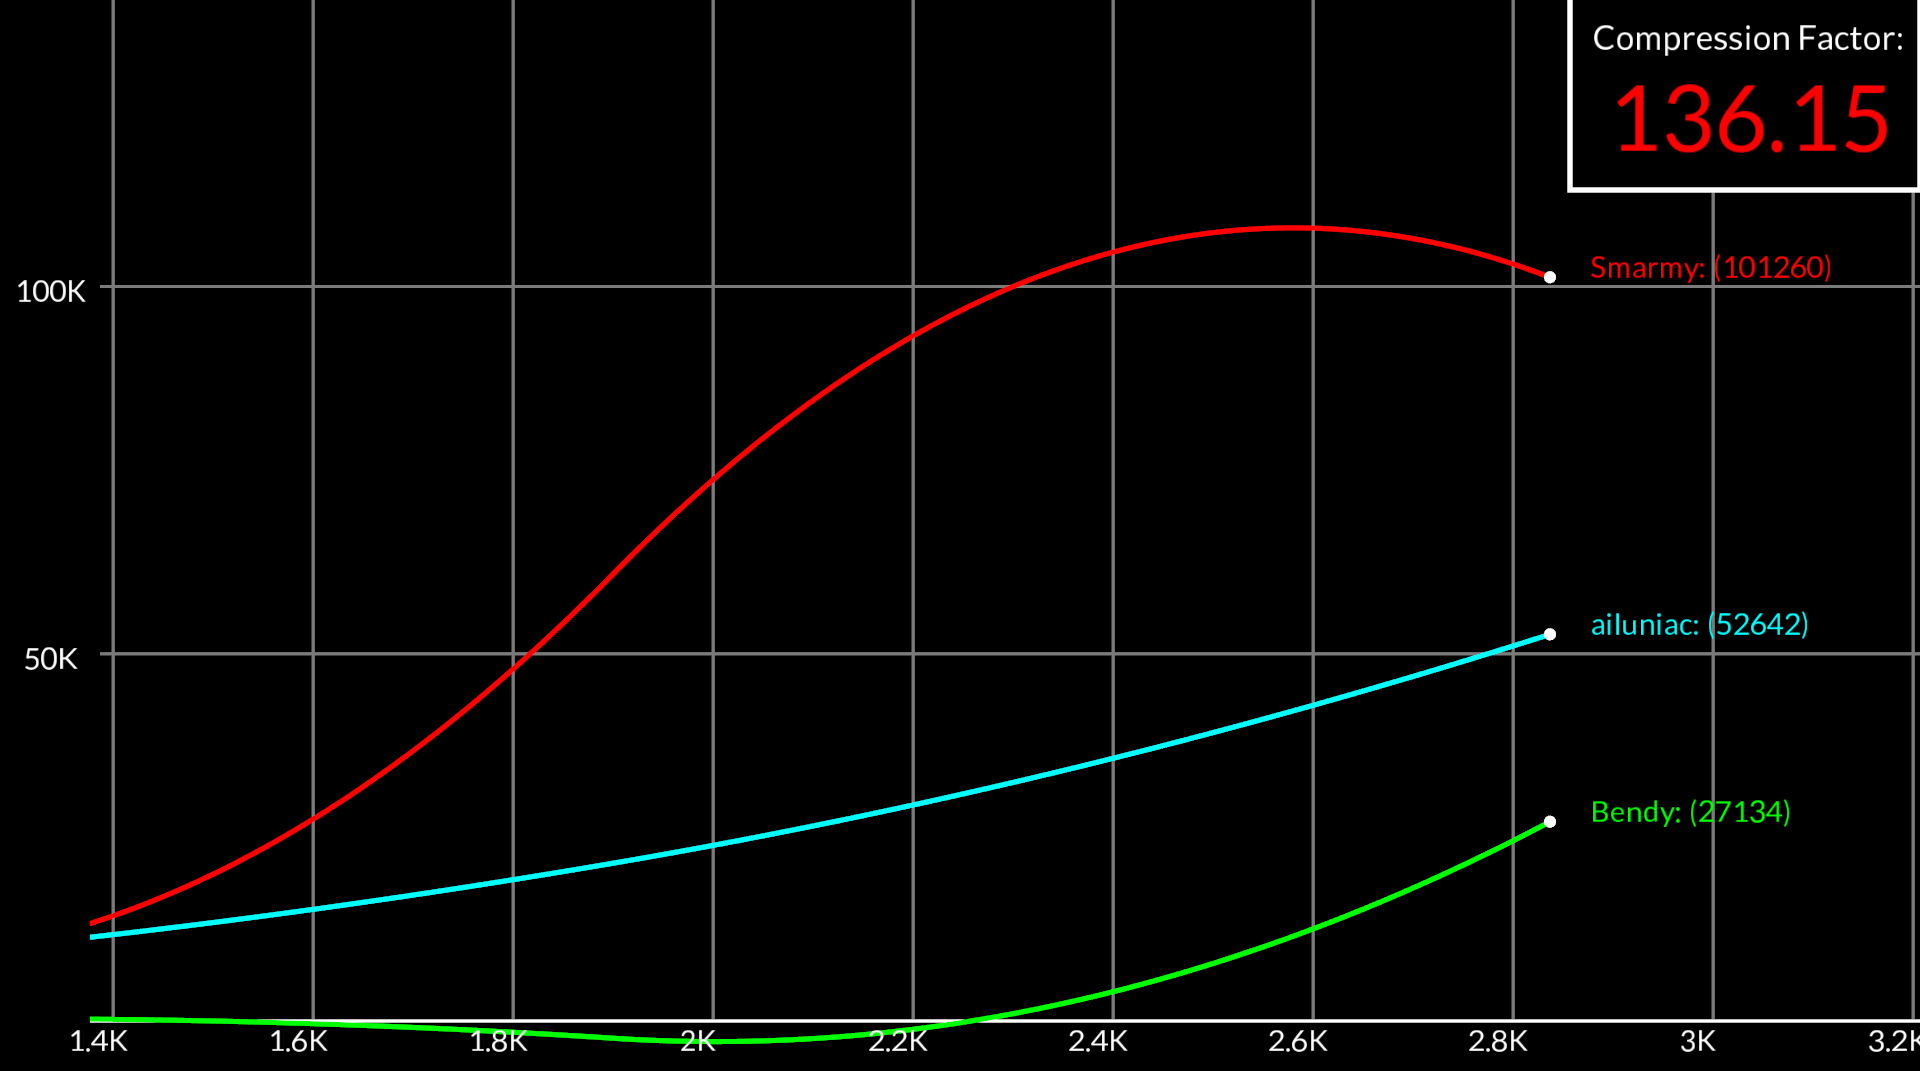 Compression Factor:
136.15
100K
Smarmy: (101260)
50K
ailuniac: (52642)
Bendy: (27134)
1.4K 1.6K 1.8K 2K 2.2K 2.4K 2.6K 2.8K 3K 3.2K